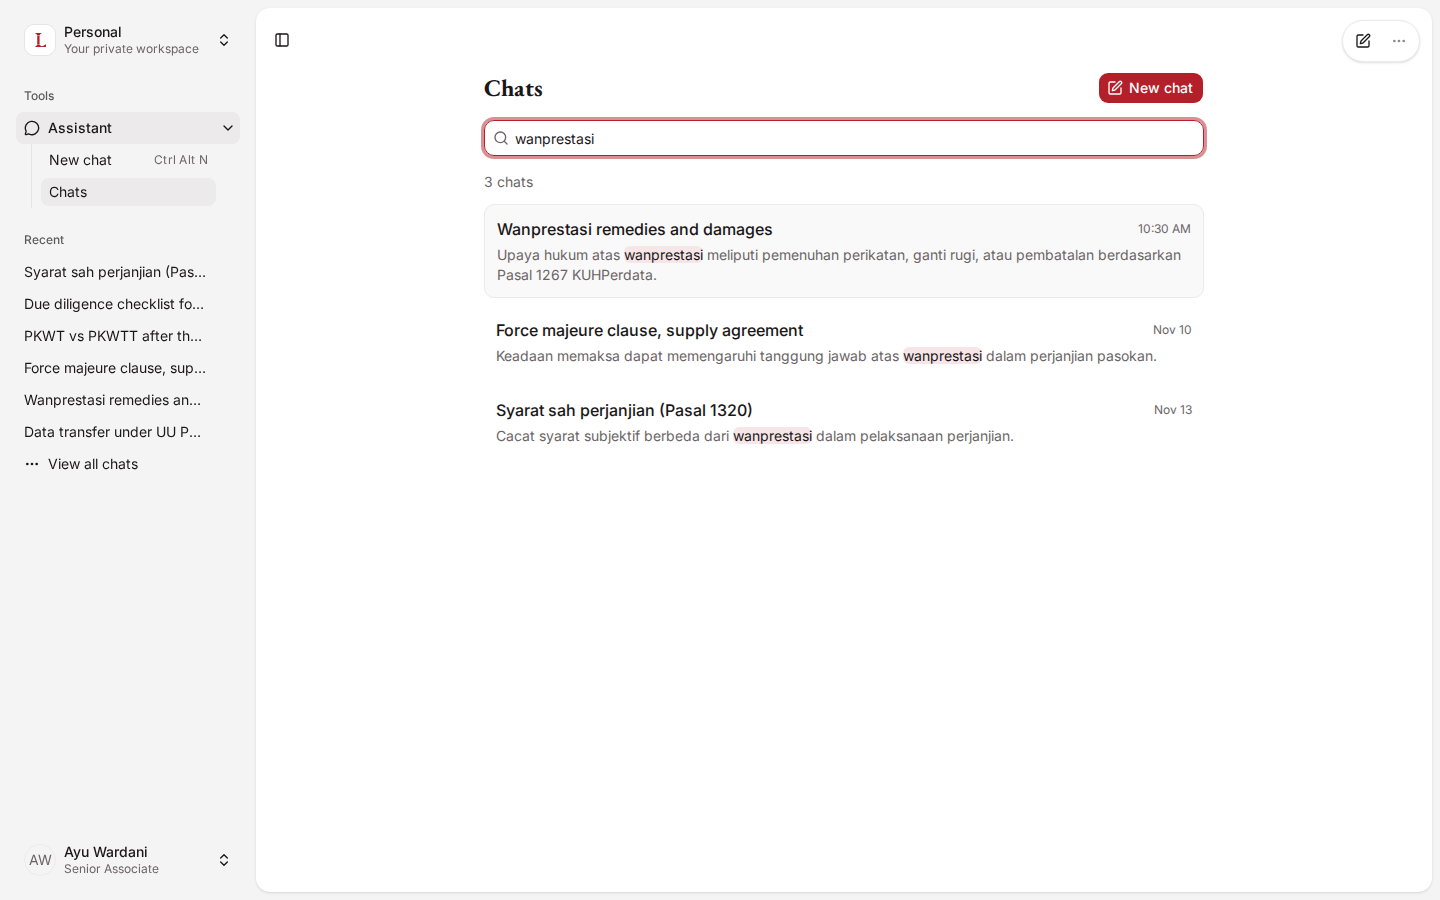 L
Personal
Your private workspace
Tools
Assistant
New chat
Ctrl Alt N
Chats
Recent
Syarat sah perjanjian (Pas...
Due diligence checklist fo...
PKWT vs PKWTT after th...
Force majeure clause, sup...
Wanprestasi remedies an...
Data transfer under UU P...
View all chats
AW
Ayu Wardani
Senior Associate
Chats
New chat
wanprestasi
3 chats
Wanprestasi remedies and damages
10:30 AM
Upaya hukum atas wanprestasi meliputi pemenuhan perikatan, ganti rugi, atau pembatalan berdasarkan
Pasal 1267 KUHPerdata.
Force majeure clause, supply agreement
Nov 10
Keadaan memaksa dapat memengaruhi tanggung jawab atas wanprestasi dalam perjanjian pasokan.
Syarat sah perjanjian (Pasal 1320)
Nov 13
Cacat syarat subjektif berbeda dari wanprestasi dalam pelaksanaan perjanjian.